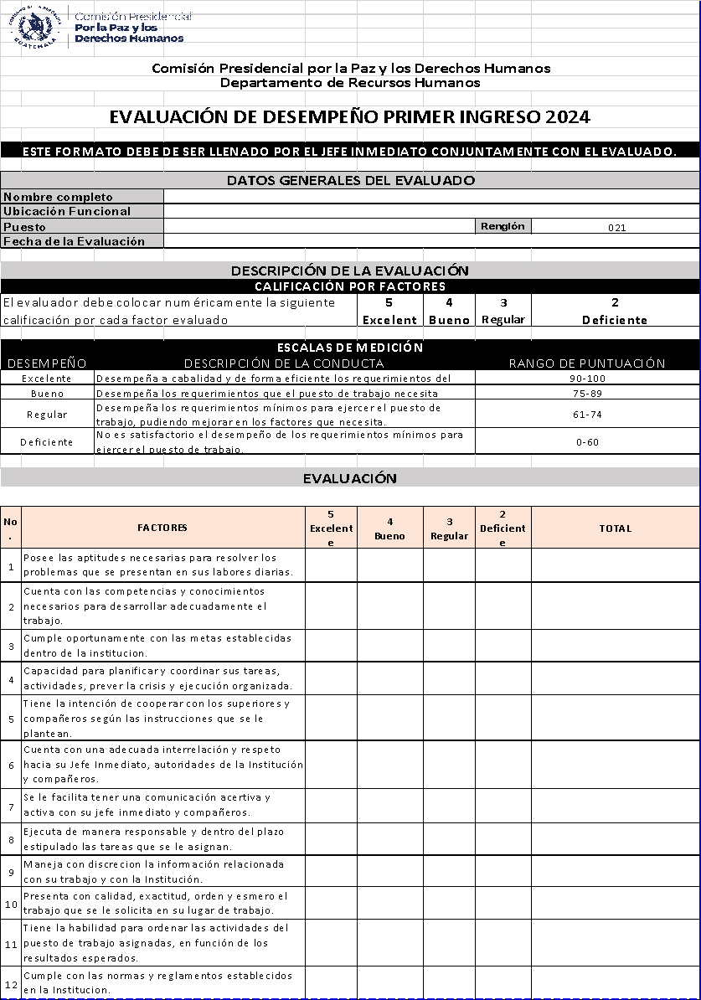 Comisión Presidencial
Por la Paz y los
Derechos Humanos
GUATEMALA
Comisión Presidencial por la Paz y los Derechos Humanos
Departamento de Recursos Humanos
EVALUACIÓN DE DESEMPEÑO PRIMER INGRESO 2024
ESTE FORMATO DEBE DE SER LLENADO POR EL JEFE INMEDIATO CONJUNTAMENTE CON EL EVALUADO.
DATOS GENERALES DEL EVALUADO
Nombre completo
Ubicación Funcional
Puesto Renglón 021
Fecha de la Evaluación
DESCRIPCIÓN DE LA EVALUACIÓN
CALIFICACIÓN POR FACTORES
El evaluador debe colocar numéricamente la siguiente 5 4 3 2
calificación por cada factor evaluado Excelent Bueno Regular Deficiente
ESCALAS DE MEDICIÓN
DESEMPEÑO DESCRIPCIÓN DE LA CONDUCTA RANGO DE PUNTUACIÓN
Excelente Desempeña a cabalidad y de forma eficiente los requerimientos del 90-100
Bueno Desempeña los requerimientos que el puesto de trabajo necesita 75-89
Regular Desempeña los requerimientos mínimos para ejercer el puesto de 61-74
trabajo, pudiendo mejorar en los factores que necesita.
Deficiente No es satisfactorio el desempeño de los requerimientos mínimos para 0-60
ejercer el puesto de trabajo.
EVALUACIÓN
No. FACTORES 5 Excelente 4 Bueno 3 Regular 2 Deficiente TOTAL
1 Posee las aptitudes necesarias para resolver los
problemas que se presentan en sus labores diarias.
2 Cuenta con las competencias y conocimientos
necesarios para desarrollar adecuadamente el
trabajo.
3 Cumple oportunamente con las metas establecidas
dentro de la institucion.
4 Capacidad para planificar y coordinar sus tareas,
actividades, prever la crisis y ejecución organizada.
5 Tiene la intención de cooperar con los superiores y
compañeros según las instrucciones que se le
plantean.
6 Cuenta con una adecuada interrelación y respeto
hacia su Jefe Inmediato, autoridades de la Institución
y compañeros.
7 Se le facilita tener una comunicación acertiva y
activa con su jefe inmediato y compañeros.
8 Ejecuta de manera responsable y dentro del plazo
estipulado las tareas que se le asignan.
9 Maneja con discrecion la información relacionada
con su trabajo y con la Institución.
10 Presenta con calidad, exactitud, orden y esmero el
trabajo que se le solicita en su lugar de trabajo.
11 Tiene la habilidad para ordenar las actividades del
puesto de trabajo asignadas, en función de los
resultados esperados.
12 Cumple con las normas y reglamentos establecidos
en la Institucion.